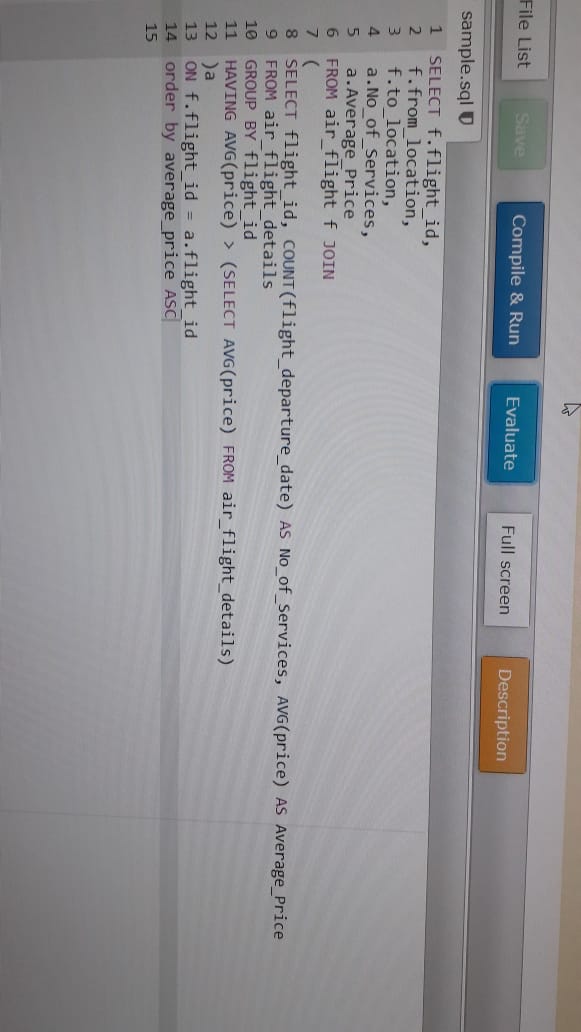 File List
Save
Compile & Run
Evaluate
Full screen
Description
sample.sql
1 SELECT f.flight_id,
2 f.from_location,
3 f.to_location,
4 a.No_of_Services,
5 a.Average_Price
6 FROM air_flight f JOIN
7 (
8 SELECT flight_id, COUNT(flight_departure_date) AS No_of_Services, AVG(price) AS Average_Price
9 FROM air_flight_details
10 GROUP BY flight_id
11 HAVING AVG(price) > (SELECT AVG(price) FROM air_flight_details)
12 )a
13 ON f.flight_id = a.flight_id
14 order by average_price ASC
15